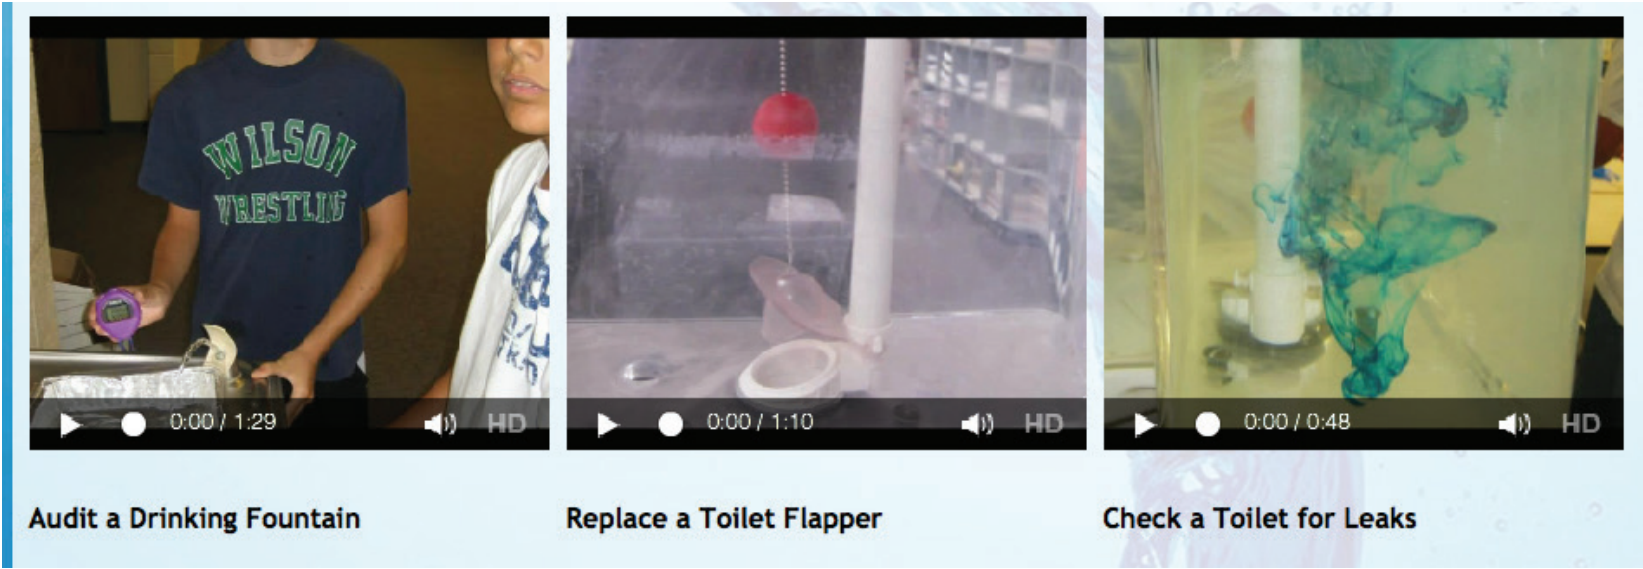 WILSON
WRESTLING
0:00 / 1:29
HD
0:00 / 1:10
HD
0:00 / 0:48
HD
Audit a Drinking Fountain
Replace a Toilet Flapper
Check a Toilet for Leaks